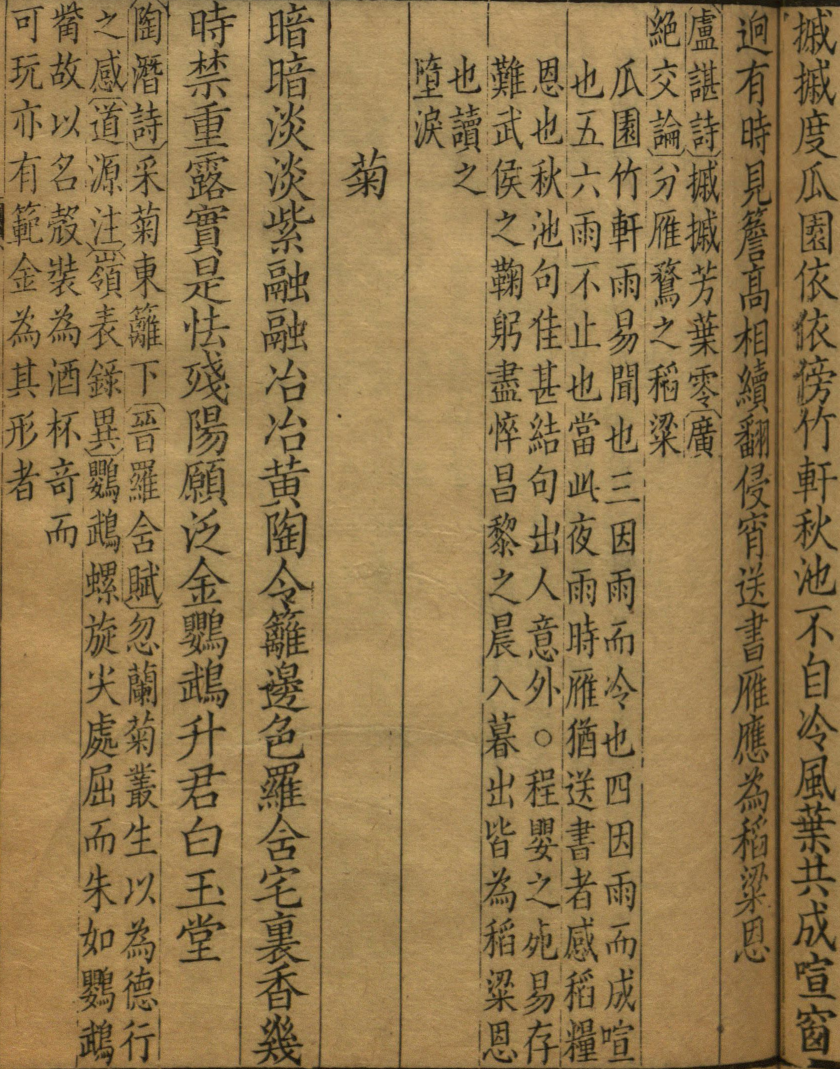 摵摵度瓜園依依傍竹軒秋池不自冷風葉共成喧窗
迥有時見簷高相續翻侵宵送書雁應為稻粱恩
盧諶詩摵摵芳葉零廣
絕交論分雁鶩之稻粱
瓜園竹軒雨易聞也三因雨而冷也四因雨而成喧
也五六雨不止也當此夜雨時雁猶送書者感稻糧
恩也秋池句佳甚結句出人意外○程嬰之死易存
難武侯之鞠躬盡悴昌黎之晨入暮出皆為稻粱恩
也讀之
墮淚
菊
暗暗淡淡紫融融冶冶黃陶令籬邊色羅含宅裏香幾
時禁重露實是怯殘陽願泛金鸚鵡升君白玉堂
陶潛詩采菊東籬下晉羅含賦忽蘭菊叢生以為德行
之感道源注嶺表錄異鸚鵡螺旋尖處屈而朱如鸚鵡
觜故以名殼裝為酒杯奇而
可玩亦有範金為其形者